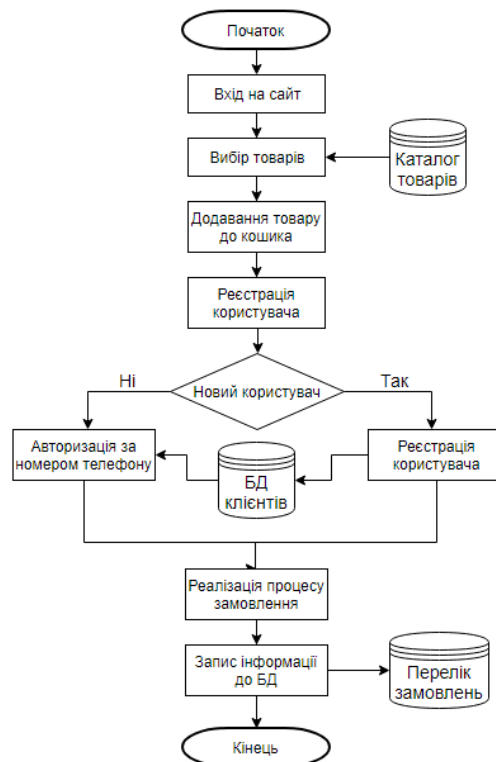 Початок
Вхід на сайт
Вибір товарів
Каталог
товарів
Додавання товару
до кошика
Реєстрація
користувача
Новий користувач
Ні
Так
Авторизація за
номером телефону
БД
клієнтів
Реєстрація
користувача
Реалізація процесу
замовлення
Запис інформації
до БД
Перелік
замовлень
Кінець